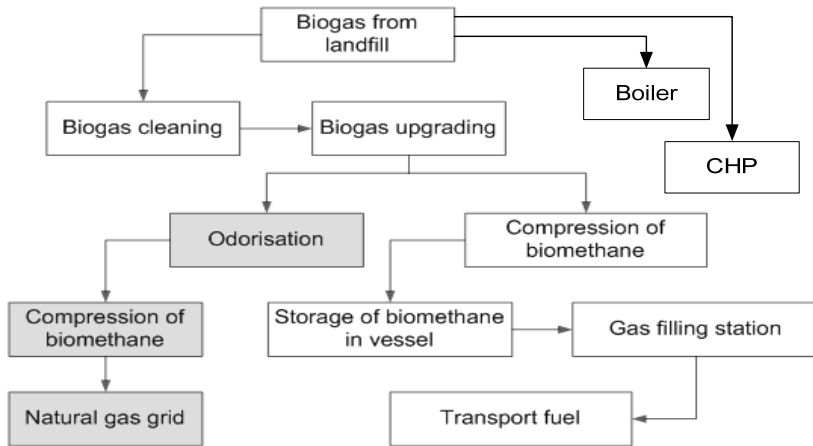 Biogas from
landfill
Boiler
Biogas cleaning
Biogas upgrading
CHP
Odorisation
Compression of
biomethane
Compression of
biomethane
Storage of biomethane
in vessel
Gas filling station
Natural gas grid
Transport fuel